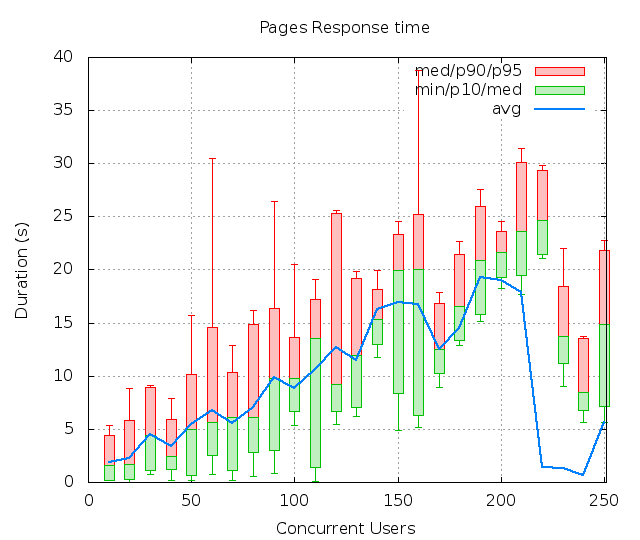 Pages Response time
med/p90/p95
min/p10/med
avg
40
35
30
25
20
15
10
5
0
Duration (s)
0 50 100 150 200 250
Concurrent Users